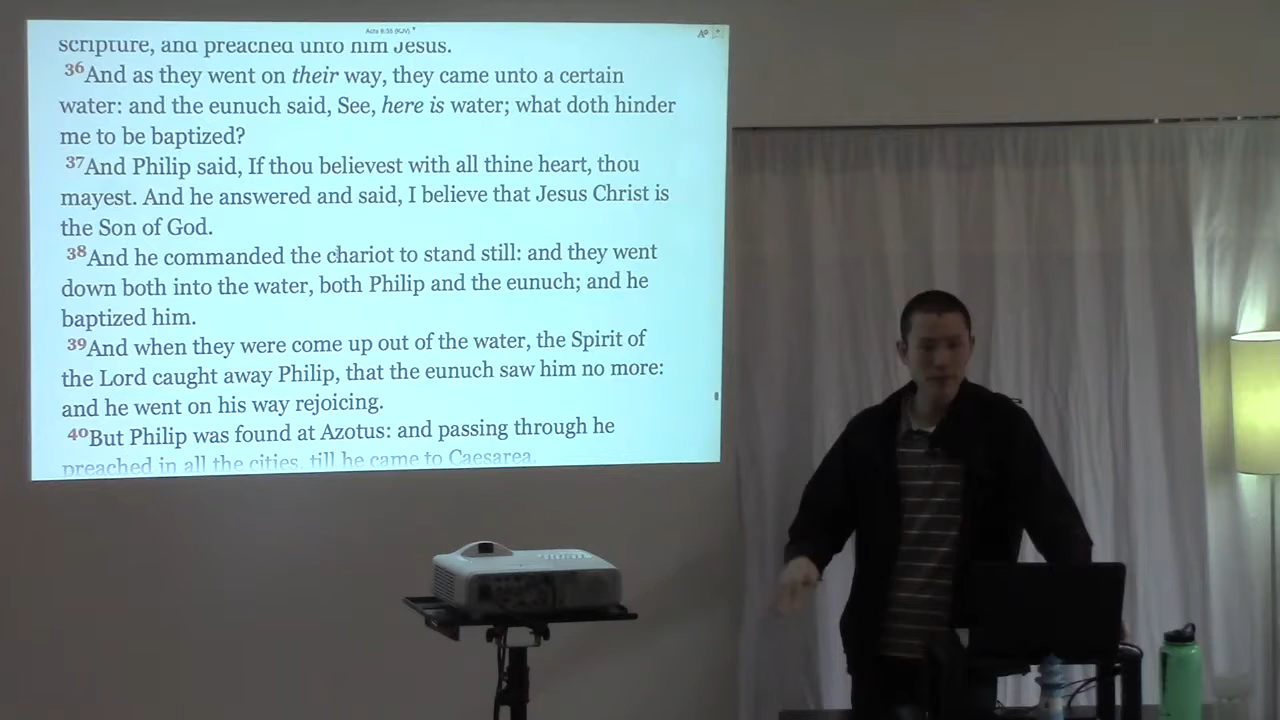 Acts 8:36 (KJV)
scripture, and preached unto him Jesus.
36And as they went on their way, they came unto a certain
water: and the eunuch said, See, here is water; what doth hinder
me to be baptized?
37And Philip said, If thou believest with all thine heart, thou
mayest. And he answered and said, I believe that Jesus Christ is
the Son of God.
38And he commanded the chariot to stand still: and they went
down both into the water, both Philip and the eunuch; and he
baptized him.
39And when they were come up out of the water, the Spirit of
the Lord caught away Philip, that the eunuch saw him no more:
and he went on his way rejoicing.
40But Philip was found at Azotus: and passing through he
preached in all the cities, till he came to Caesarea.